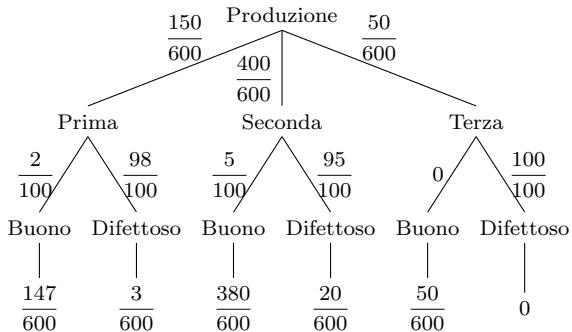 Produzione
150/600 400/600 50/600
Prima Seconda Terza
2/100 98/100 5/100 95/100 0 100/100
Buono Difettoso Buono Difettoso Buono Difettoso
147/600 3/600 380/600 20/600 50/600 0